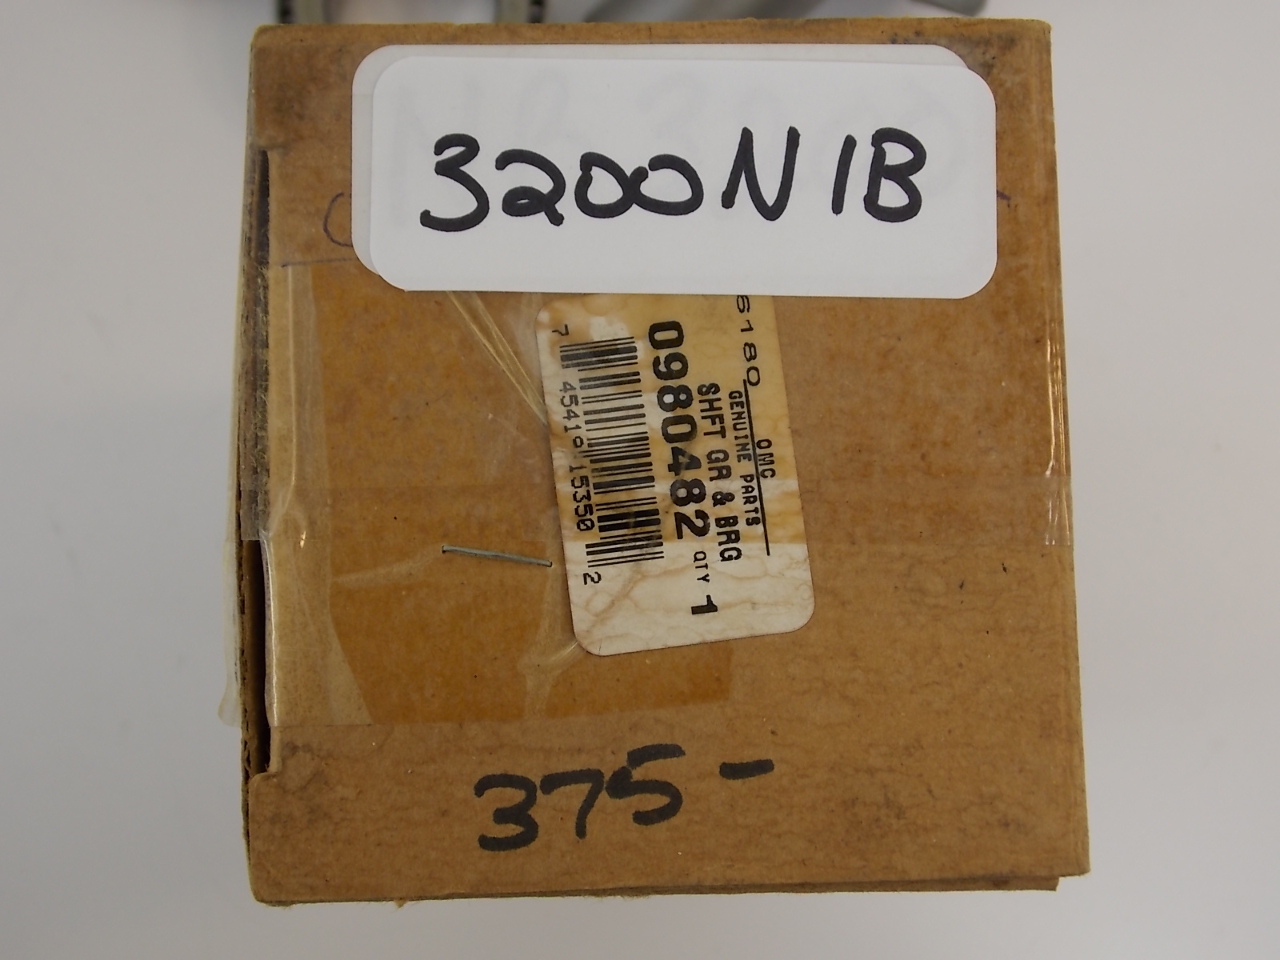 3200N1B
6180
OMC
GENUINE PARTS
SHFT GR & BRG
0980482 QTY 1
7 45419 15350 2
375-